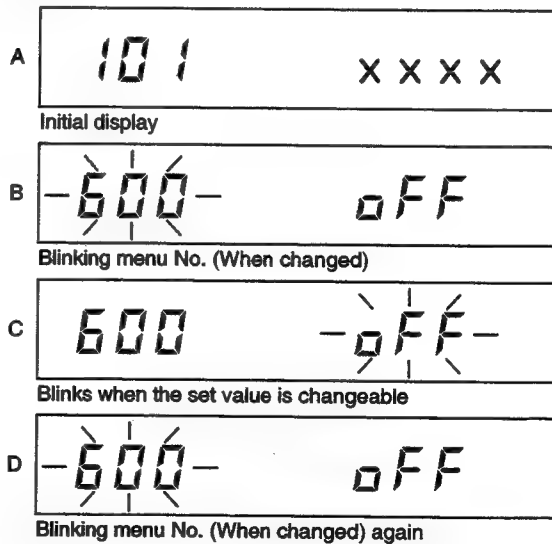 A 101 X X X X
Initial display
B 600 oFF
Blinking menu No. (When changed)
C 600 oFF
Blinks when the set value is changeable
D 600 oFF
Blinking menu No. (When changed) again